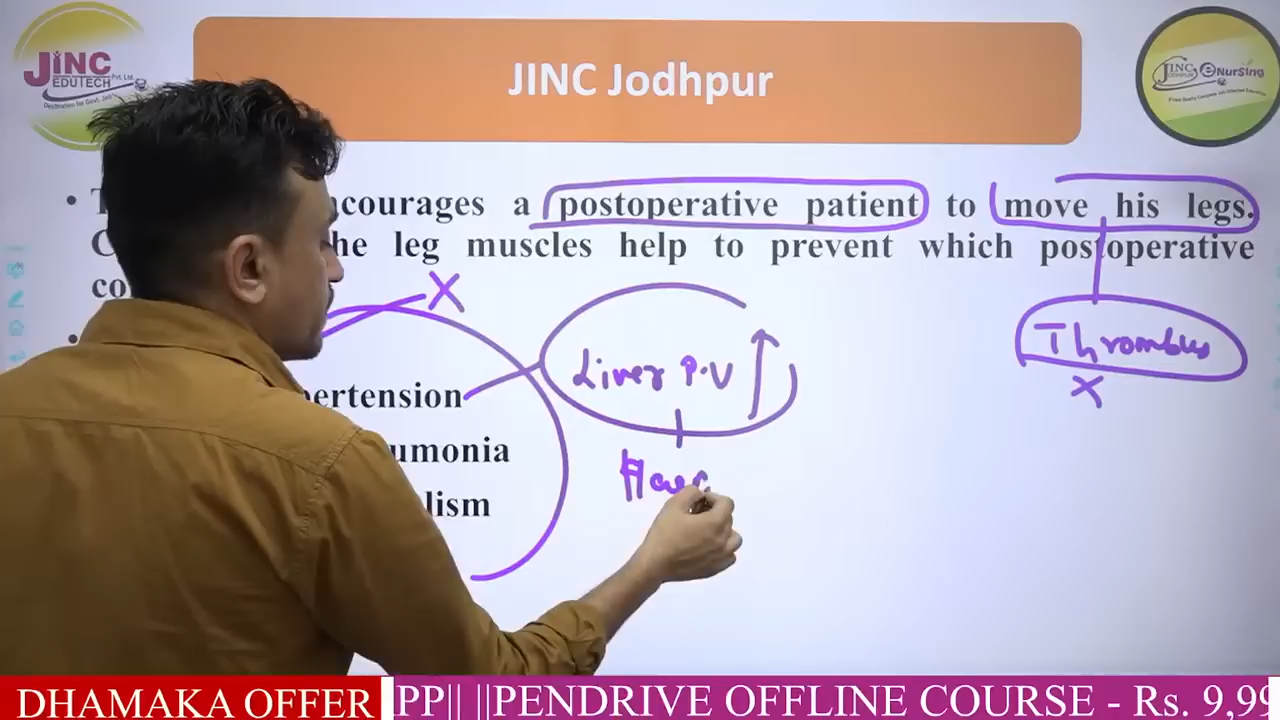 JINC
EDUTECH Pvt. Ltd.
Destination for Govt. Job
JINC Jodhpur
JINC eNURSING
ncourages a postoperative patient to move his legs.
he leg muscles help to prevent which postoperative
co
pertension
umonia
lism
X
Liver P.V ↑
Thrombus
X
Haer
DHAMAKA OFFER
PP|| ||PENDRIVE OFFLINE COURSE - Rs. 9.99